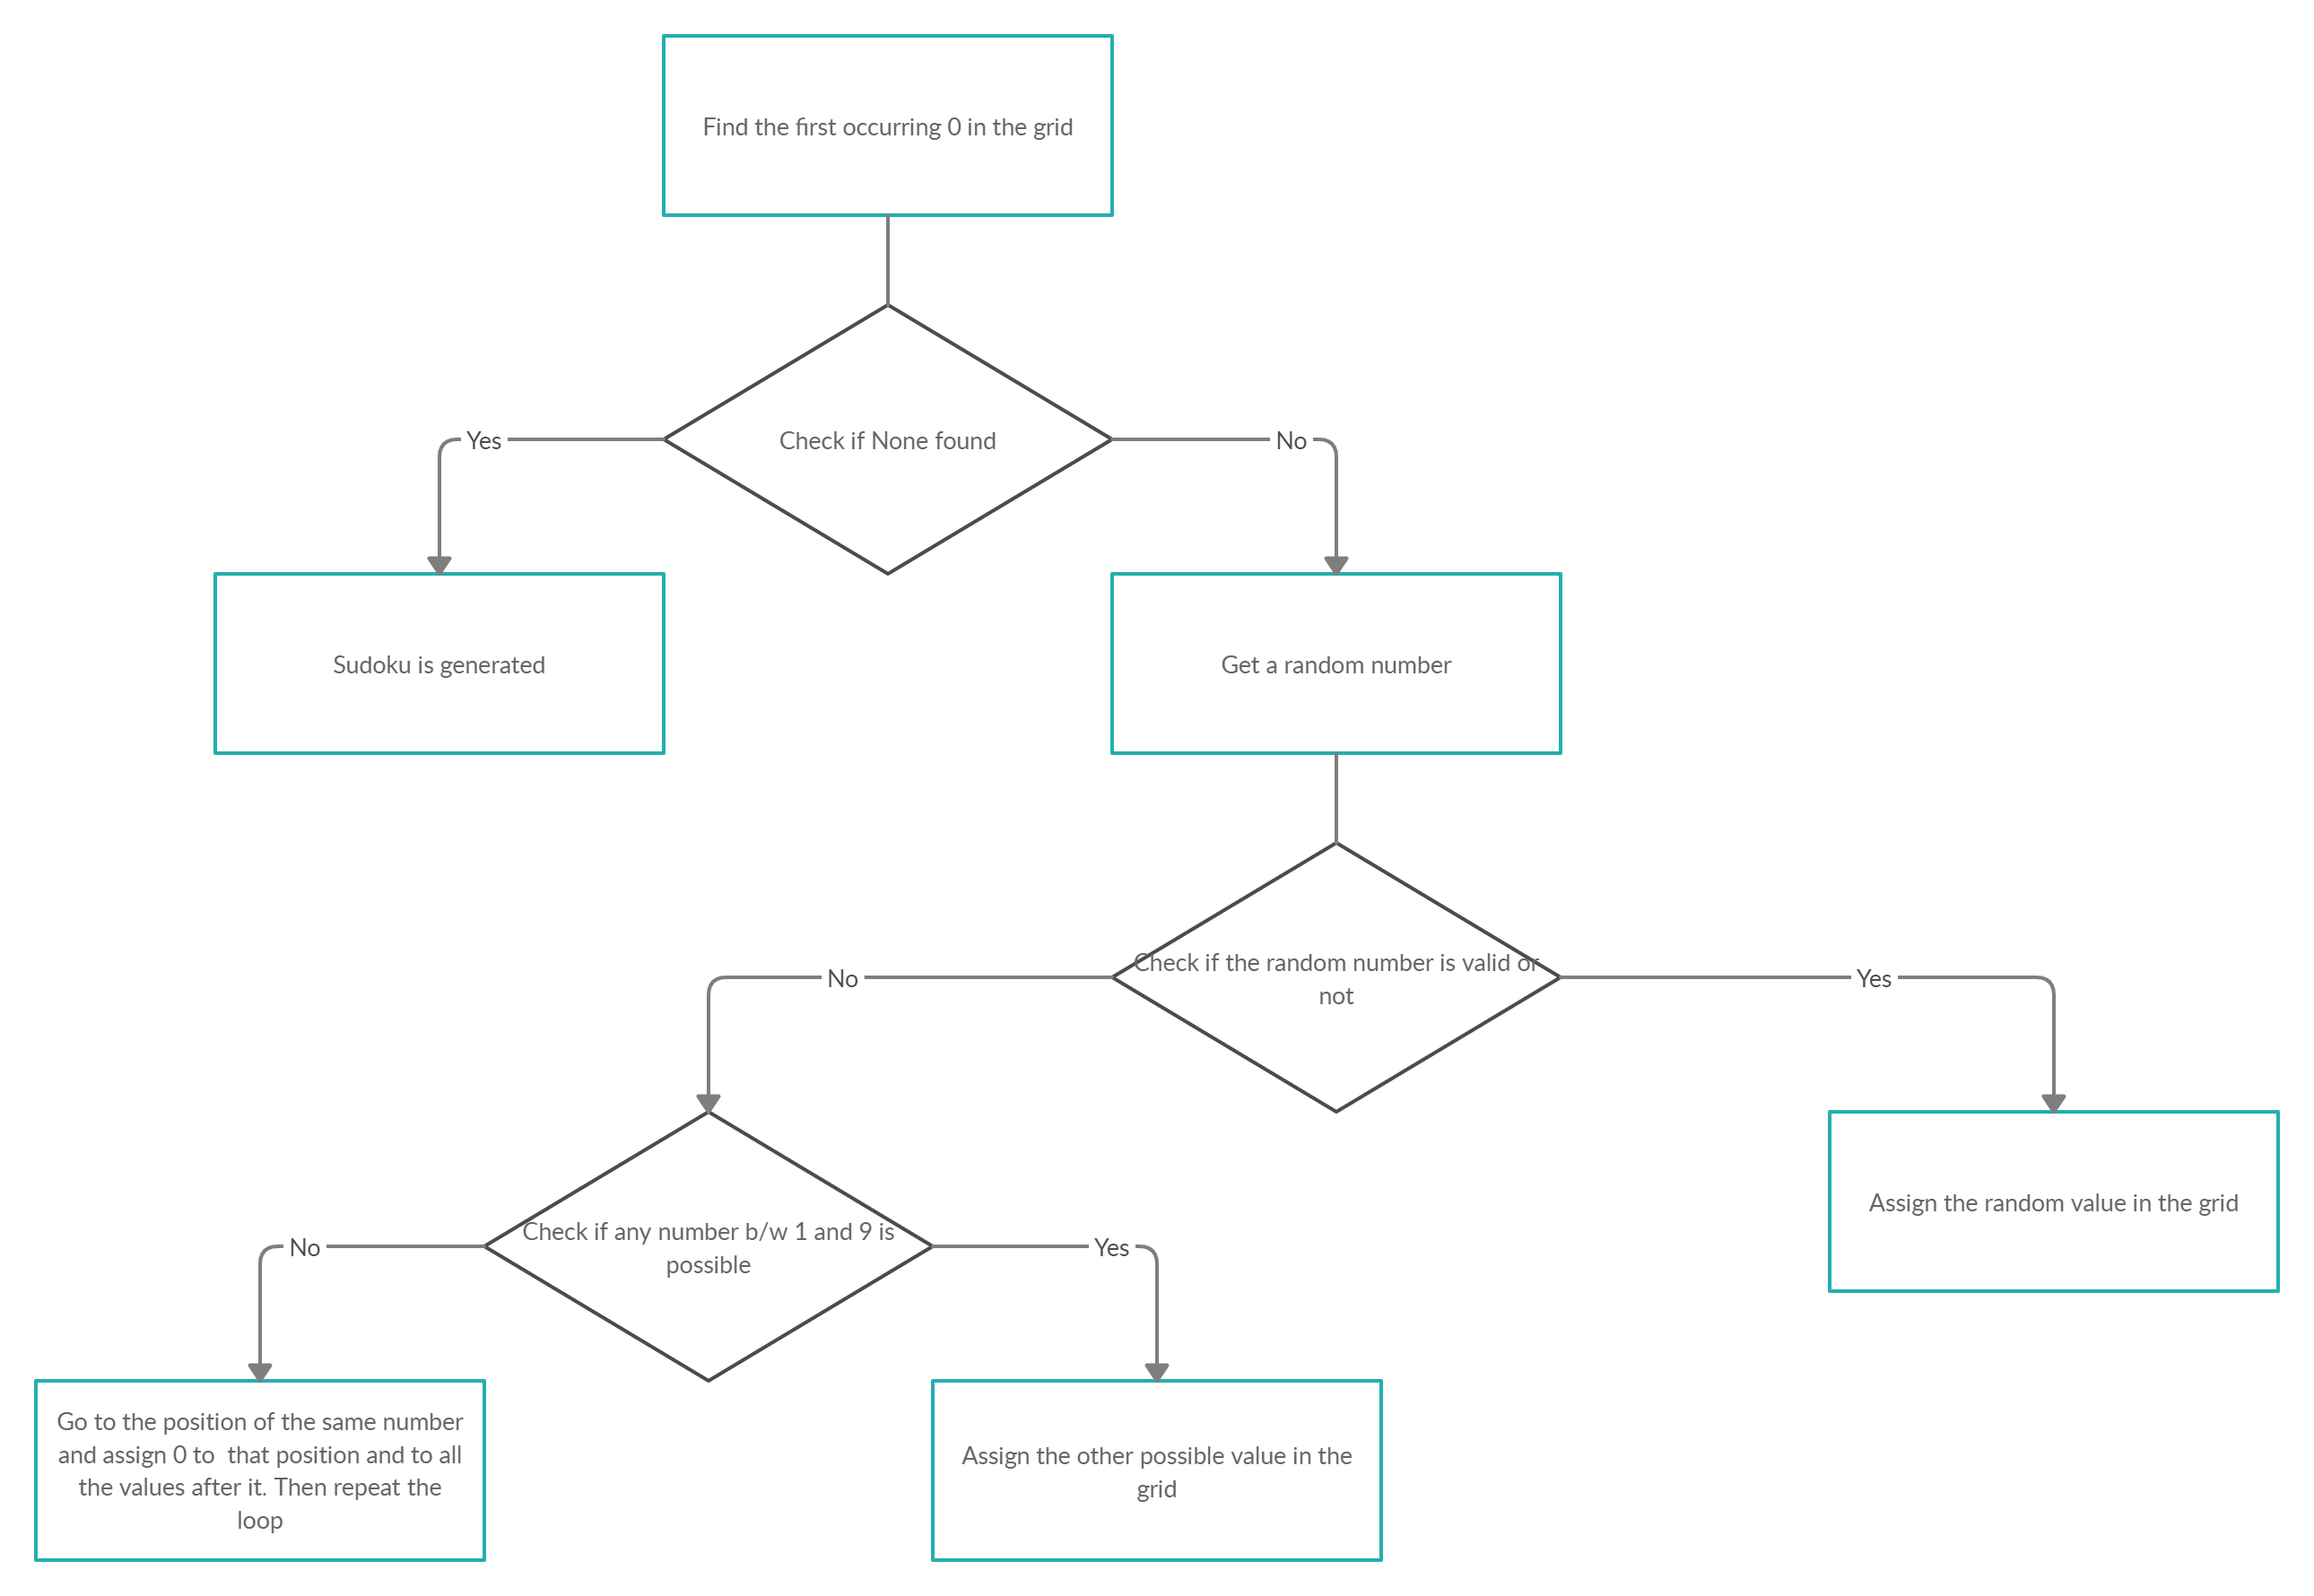 Find the first occurring 0 in the grid
Check if None found
Yes
No
Sudoku is generated
Get a random number
Check if the random number is valid or
not
No
Yes
Assign the random value in the grid
Check if any number b/w 1 and 9 is
possible
No
Yes
Go to the position of the same number
and assign 0 to  that position and to all
the values after it. Then repeat the
loop
Assign the other possible value in the
grid